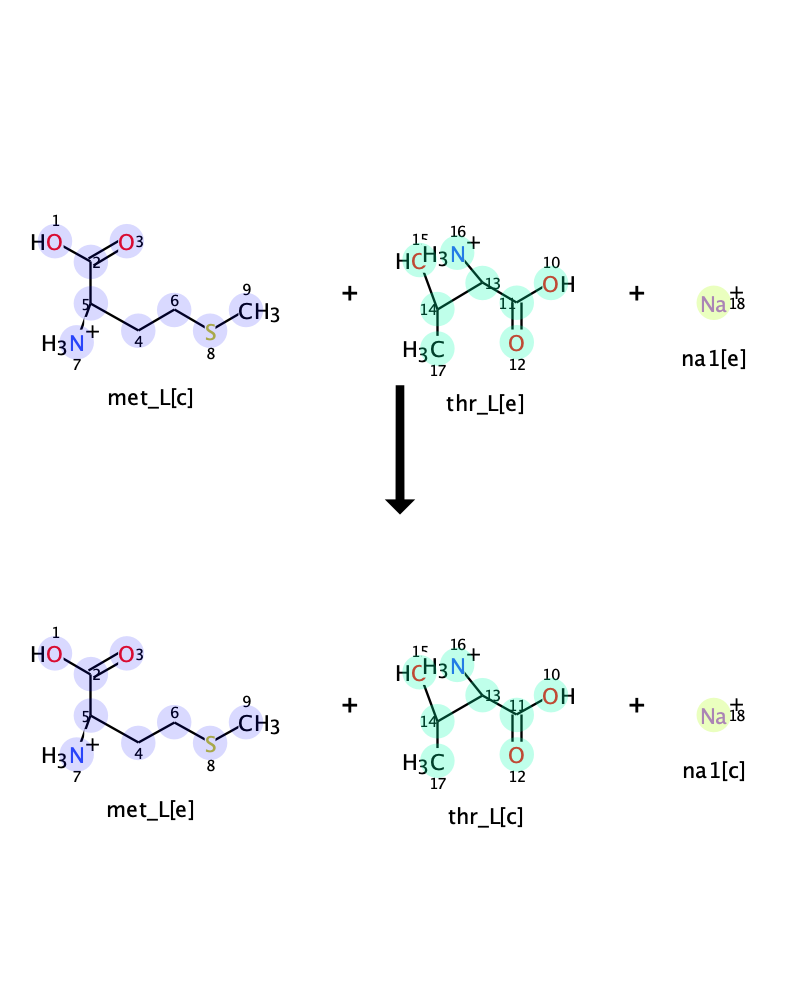 1 HO O 3 2 5 H3N + 7 4 6 S 8 9 CH3
+
15 HO 16 H3N + 13 14 H3C 17 11 10 OH O 12
+
Na + 18
met_L[c]
thr_L[e]
na1[e]
1 HO O 3 2 5 H3N + 7 4 6 S 8 9 CH3
+
15 HO 16 H3N + 13 14 H3C 17 11 10 OH O 12
+
Na + 18
met_L[e]
thr_L[c]
na1[c]